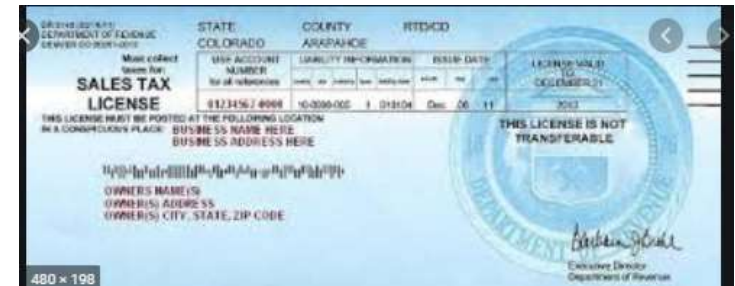 DEPARTMENT OF REVENUE
STATE COUNTY RTD/CD
COLORADO ARAPAHOE
Must collect
taxes for:
SALES TAX
LICENSE
USE ACCOUNT
NUMBER
for all references
LIABILITY INFORMATION
ISSUE DATE
LICENSE VALID
TO
DECEMBER 31
01234567-0000
1 010104 Dec 06 11
THIS LICENSE MUST BE POSTED AT THE FOLLOWING LOCATION
IN A CONSPICUOUS PLACE: BUSINESS NAME HERE
BUSINESS ADDRESS HERE
THIS LICENSE IS NOT
TRANSFERABLE
OWNERS NAME(S)
OWNER(S) ADDRESS
OWNER(S) CITY, STATE, ZIP CODE
DEPARTMENT OF REVENUE
Executive Director
Department of Revenue
480 × 198